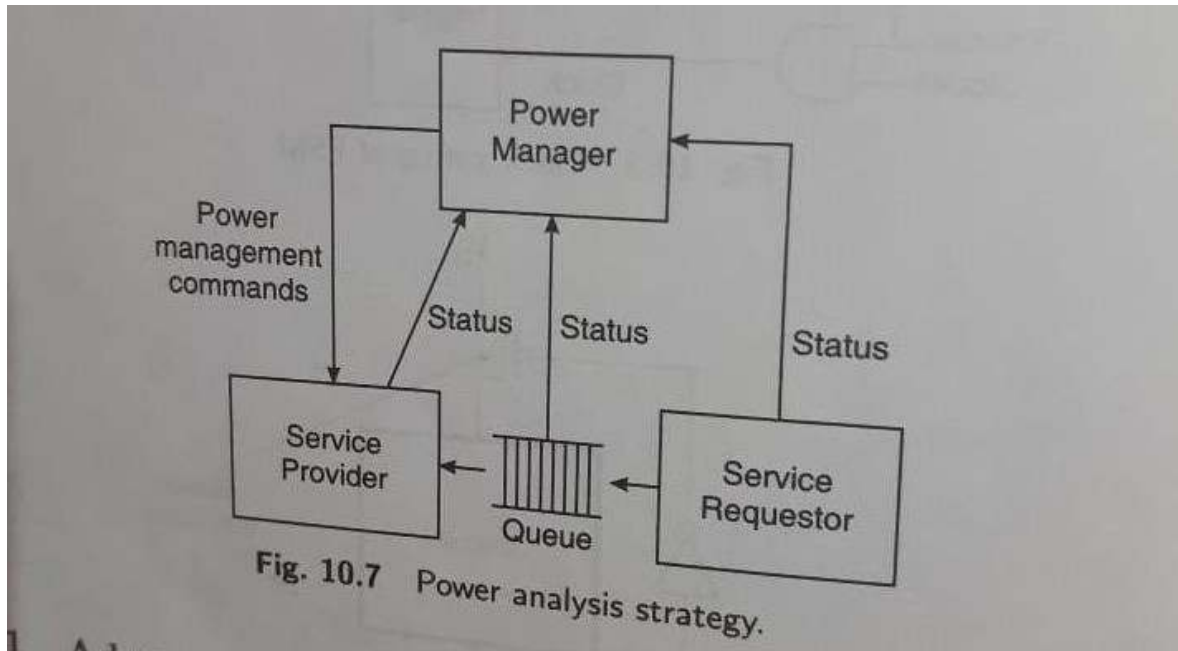 Power
Manager
Power
management
commands
Status
Status
Status
Service
Provider
Queue
Service
Requestor
Fig. 10.7 Power analysis strategy.